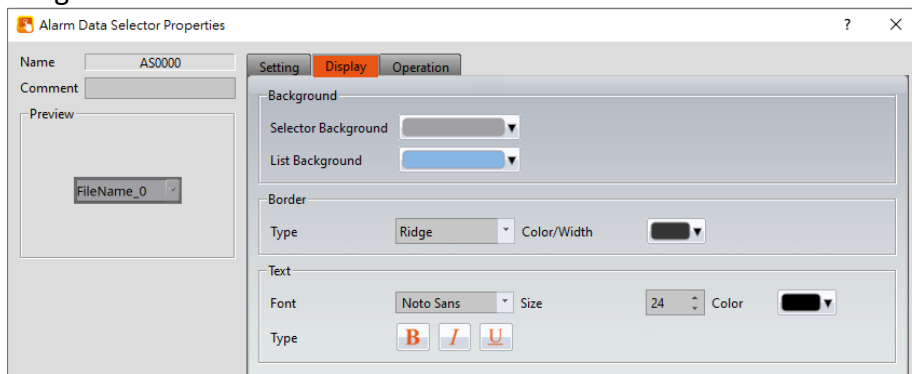 Alarm Data Selector Properties ? ×
Name AS0000
Comment
Preview
FileName_0
Setting Display Operation
Background
Selector Background
List Background
Border
Type Ridge Color/Width
Text
Font Noto Sans Size 24 Color
Type B I U